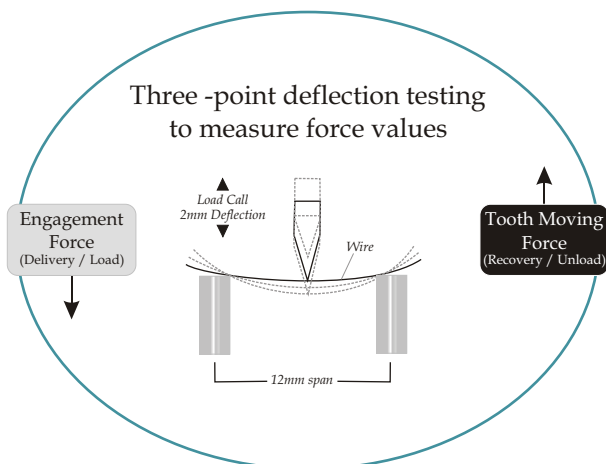 Three -point deflection testing
to measure force values
Load Call
2mm Deflection
Engagement
Force
(Delivery / Load)
Wire
Tooth Moving
Force
(Recovery / Unload)
12mm span